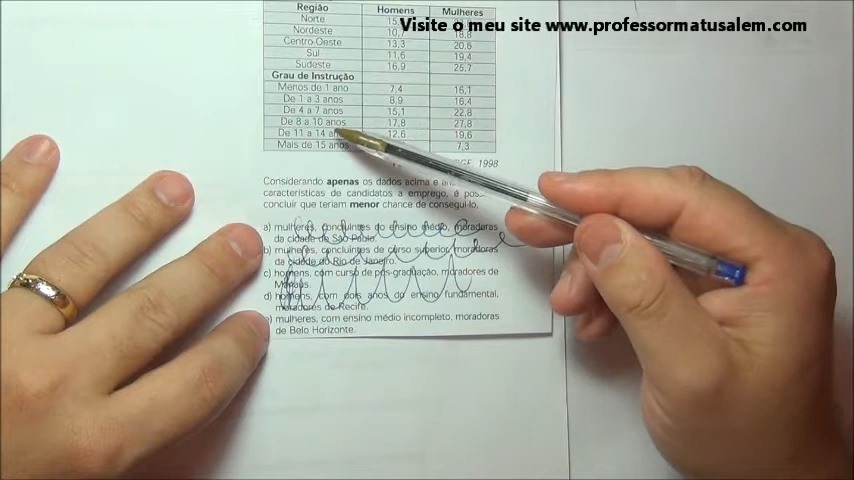 Visite o meu site www.professormatusalem.com
Região Homens Mulheres
Norte
Nordeste 10,7 18,8
Centro-Oeste 13,3 20,6
Sul 11,6 19,4
Sudeste 16,9 25,7
Grau de Instrução
Menos de 1 ano 7,4 16,1
De 1 a 3 anos 8,9 16,4
De 4 a 7 anos 15,1 22,8
De 8 a 10 anos 17,8 27,8
De 11 a 14 12,6 19,6
Mais de 15 anos 7,3
1998
Considerando apenas os dados acima e
características de candidatos a emprego, é
concluir que teriam menor chance de consegui-lo,
a) mulheres, concluintes do ensino médio, moradoras
da cidade de São Paulo.
b) mulheres, concluintes de curso superior, moradoras
da cidade do Rio de Janeiro.
c) homens, com curso de pós-graduação, moradores de
Manaus.
d) homens, com dois anos do ensino fundamental,
moradores de Recife.
mulheres, com ensino médio incompleto, moradoras
de Belo Horizonte.